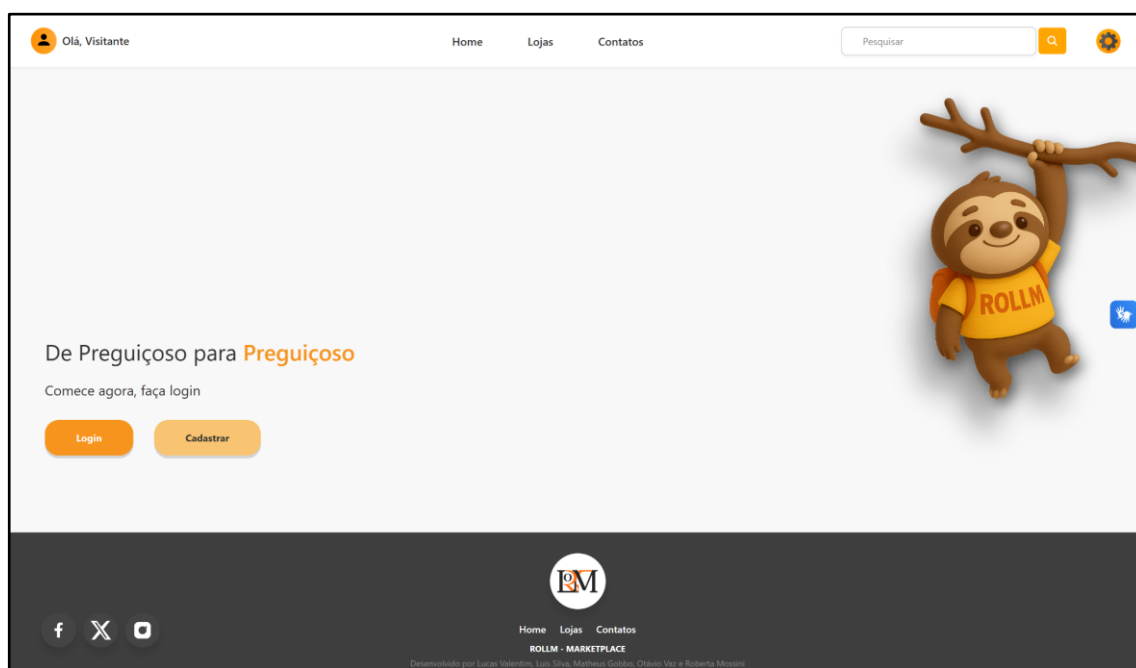 Olá, Visitante
Home Lojas Contatos
Pesquisar
ROLLM
De Preguiçoso para Preguiçoso
Comece agora, faça login
Login Cadastrar
Home Lojas Contatos
ROLLM - MARKETPLACE
Desenvolvido por Lucas Valentim, Luis Silva, Matheus Gobbo, Otávio Vaz e Roberta Mossini